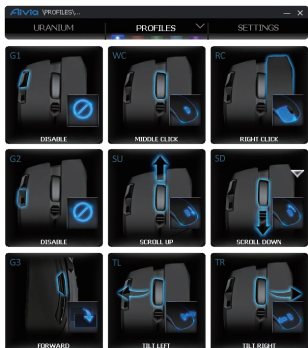 Aivia \PROFILES\...
URANIUM PROFILES SETTINGS
G1 WC RC
DISABLE MIDDLE CLICK RIGHT CLICK
G2 SU SD
DISABLE SCROLL UP SCROLL DOWN
G3 TL TR
FORWARD TILT LEFT TILT RIGHT